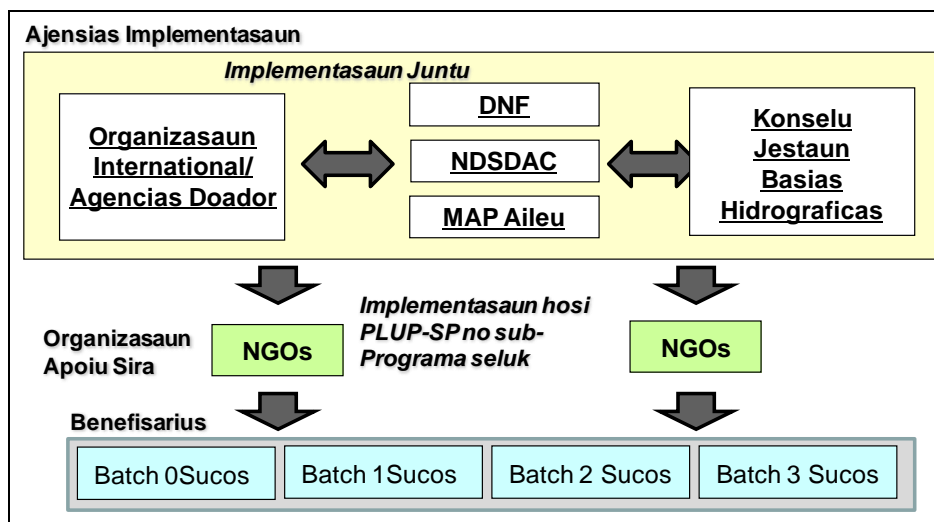 Ajensias Implementasaun
Implementasaun Juntu
Organizasaun
International/
Agencias Doador
DNF
NDSDAC
MAP Aileu
Konselu
Jestaun
Basias
Hidrograficas
Organizasaun
Apoiu Sira
NGOs
Implementasaun hosi
PLUP-SP no sub-
Programa seluk
NGOs
Benefisarius
Batch 0Sucos
Batch 1Sucos
Batch 2 Sucos
Batch 3 Sucos